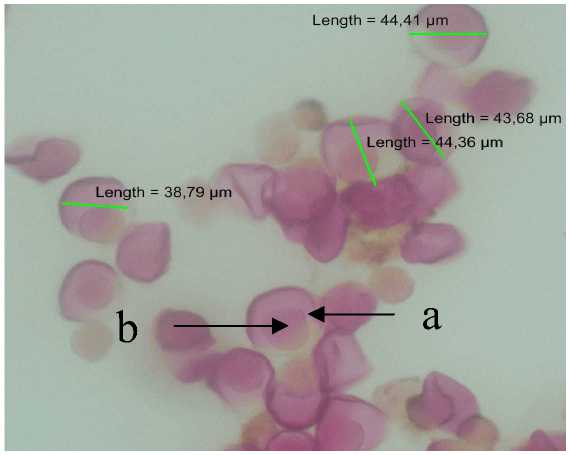 Length = 44,41 µm
Length = 43,68 µm
Length = 44,36 µm
Length = 38,79 µm
b
a